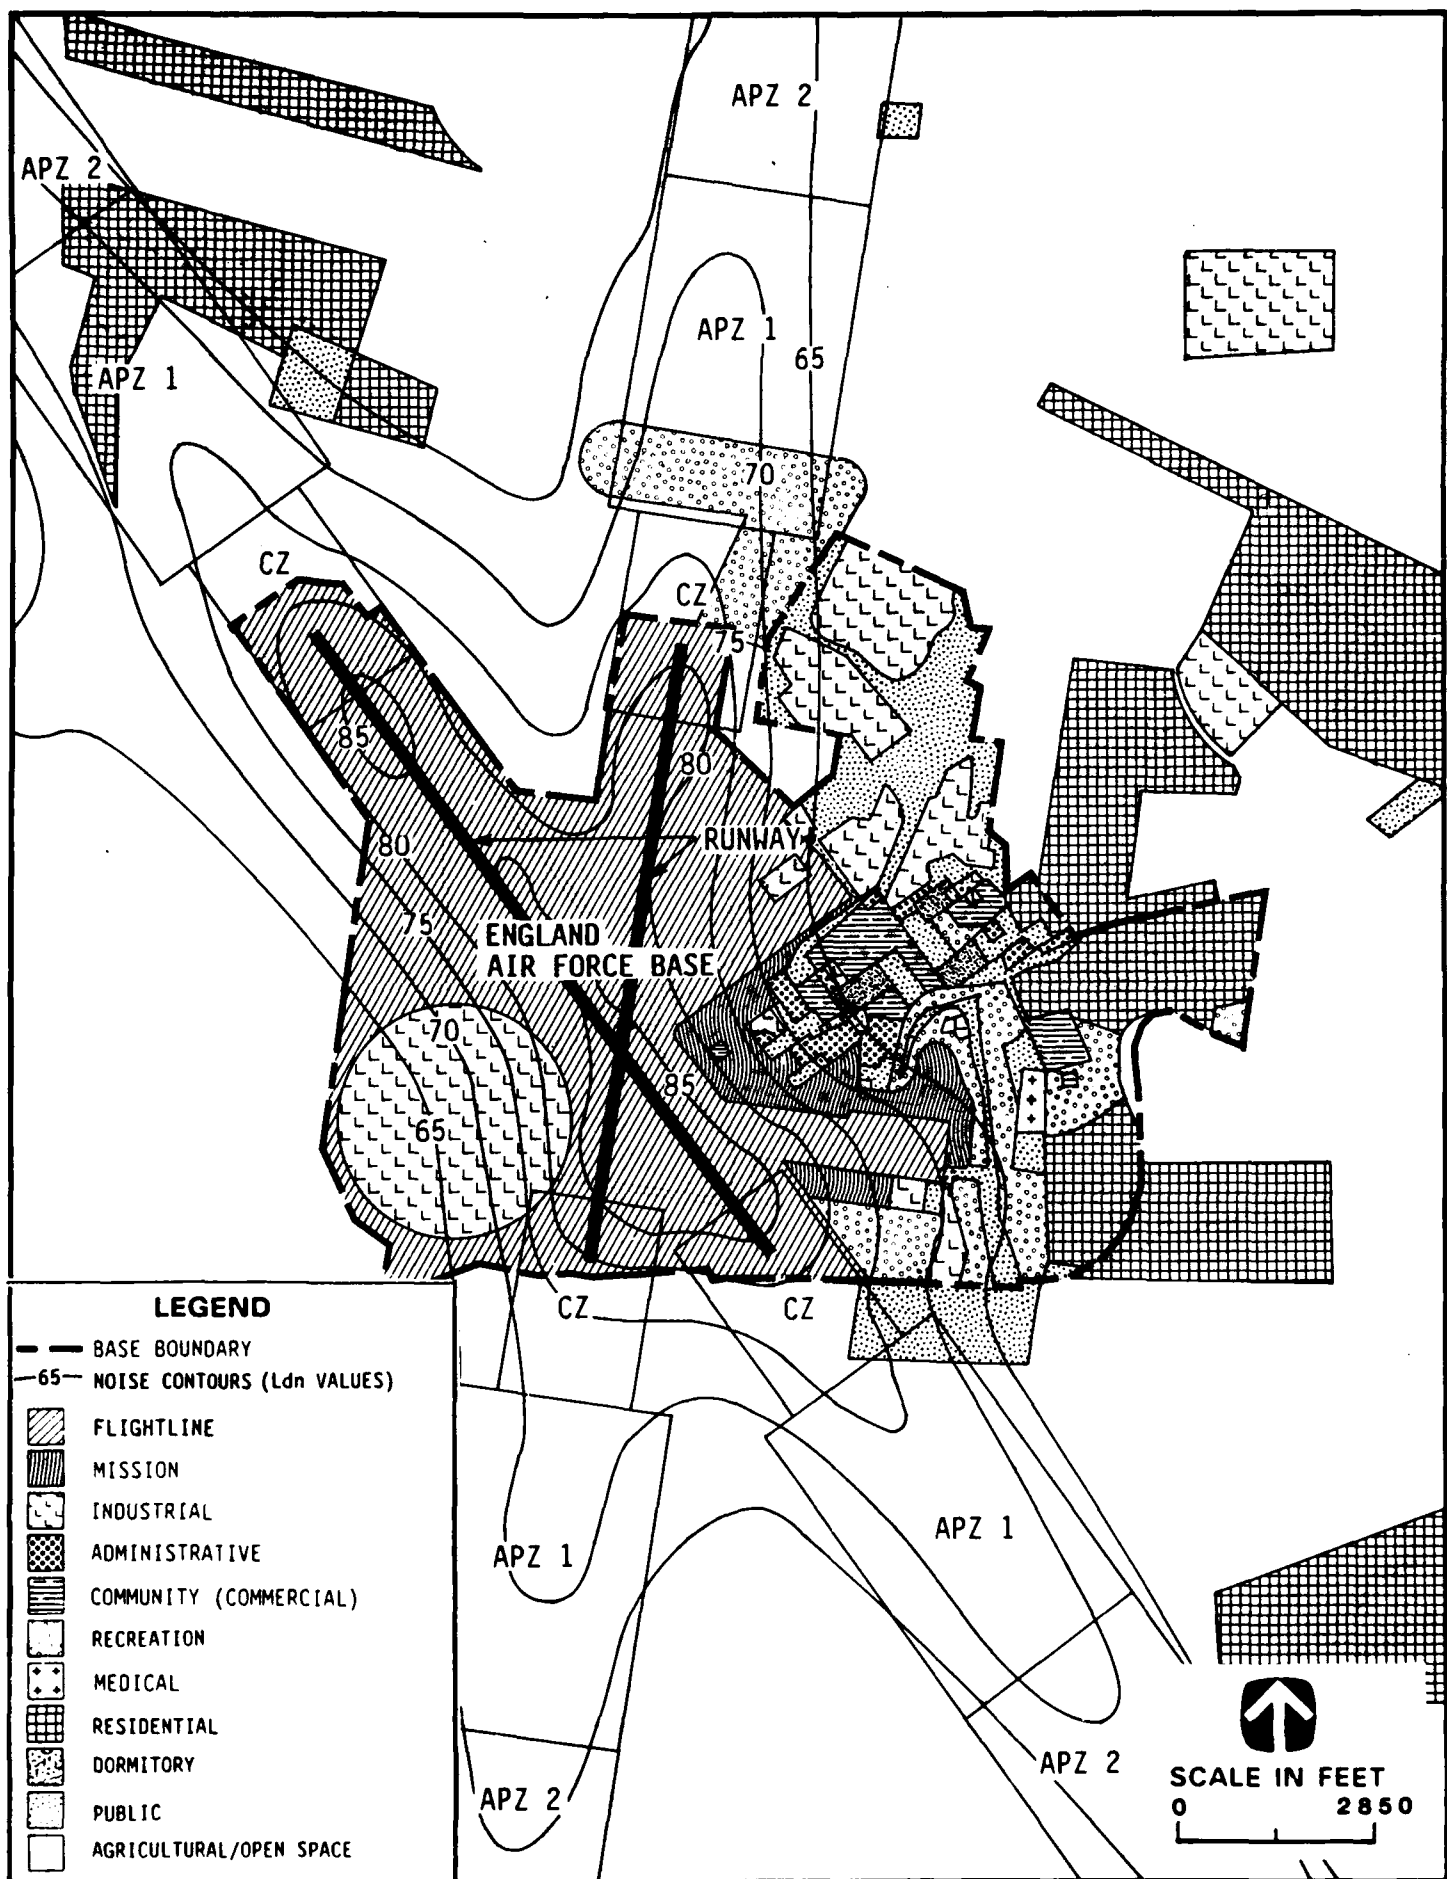 APZ 2
APZ 2
APZ 1
65
APZ 1
70
CZ
CZ
75
85
80
RUNWAY
80
75
ENGLAND
AIR FORCE BASE
70
85
65
CZ
CZ
APZ 1
APZ 1
APZ 2
APZ 2
LEGEND
BASE BOUNDARY
65 NOISE CONTOURS (Ldn VALUES)
FLIGHTLINE
MISSION
INDUSTRIAL
ADMINISTRATIVE
COMMUNITY (COMMERCIAL)
RECREATION
MEDICAL
RESIDENTIAL
DORMITORY
PUBLIC
AGRICULTURAL/OPEN SPACE
SCALE IN FEET
0 2850